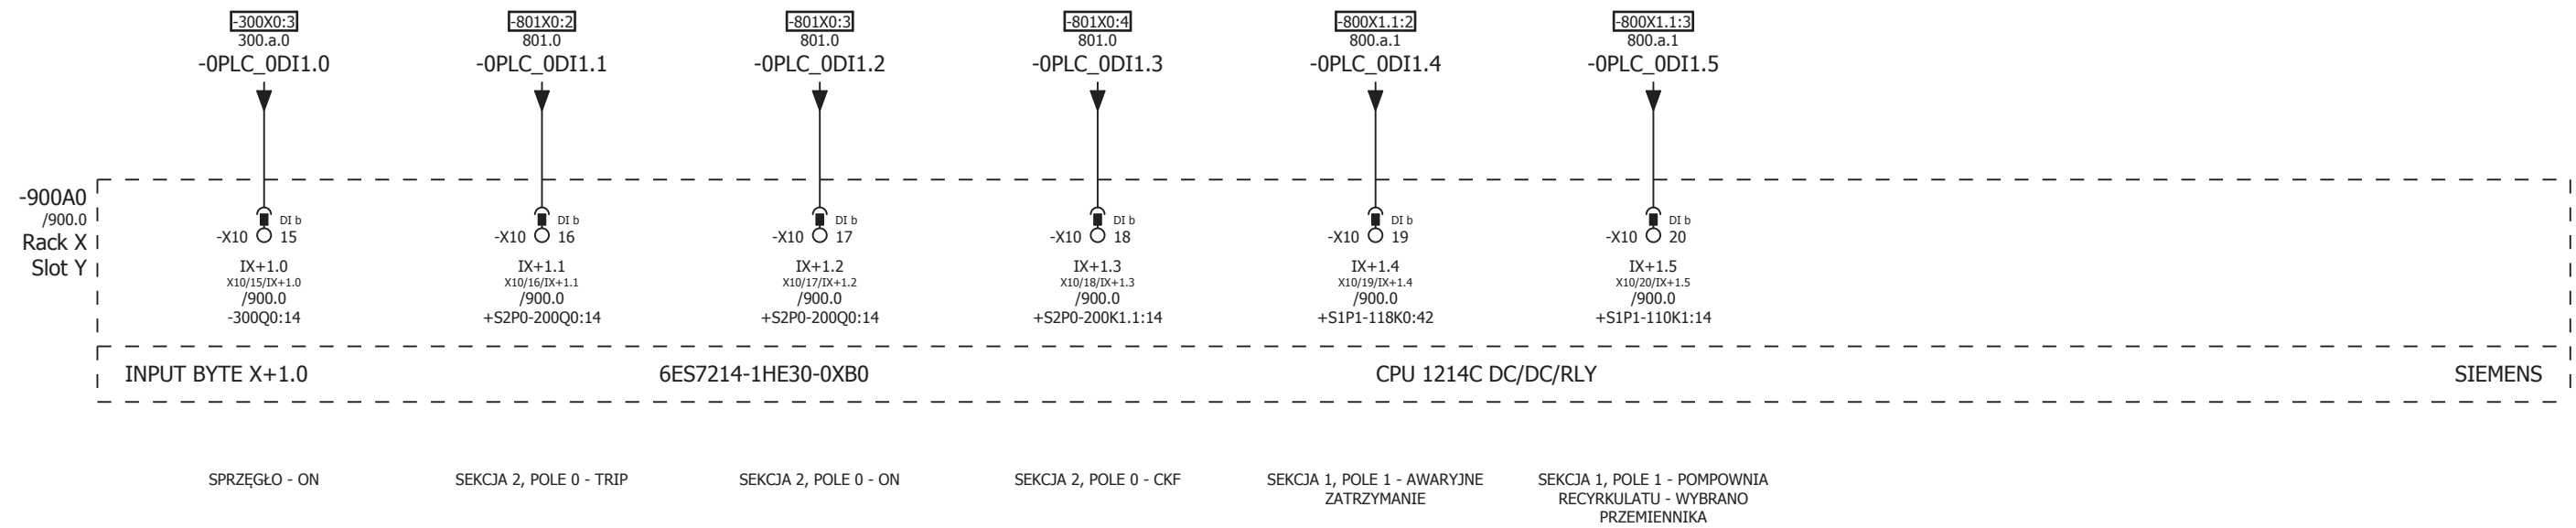 -300X0:3 -801X0:2 -801X0:3 -801X0:4 -800X1.1:2 -800X1.1:3
300.a.0 801.0 801.0 801.0 800.a.1 800.a.1
-0PLC_0DI1.0 -0PLC_0DI1.1 -0PLC_0DI1.2 -0PLC_0DI1.3 -0PLC_0DI1.4 -0PLC_0DI1.5
-900A0
/900.0 DI b DI b DI b DI b DI b DI b
Rack X -X10 15 -X10 16 -X10 17 -X10 18 -X10 19 -X10 20
Slot Y IX+1.0 IX+1.1 IX+1.2 IX+1.3 IX+1.4 IX+1.5
X10/15/IX+1.0 X10/16/IX+1.1 X10/17/IX+1.2 X10/18/IX+1.3 X10/19/IX+1.4 X10/20/IX+1.5
/900.0 /900.0 /900.0 /900.0 /900.0 /900.0
-300Q0:14 +S2P0-200Q0:14 +S2P0-200Q0:14 +S2P0-200K1.1:14 +S1P1-118K0:42 +S1P1-110K1:14
INPUT BYTE X+1.0 6ES7214-1HE30-0XB0 CPU 1214C DC/DC/RLY SIEMENS
SPRZĘGŁO - ON SEKCJA 2, POLE 0 - TRIP SEKCJA 2, POLE 0 - ON SEKCJA 2, POLE 0 - CKF SEKCJA 1, POLE 1 - AWARYJNE SEKCJA 1, POLE 1 - POMPOWNIA
ZATRZYMANIE RECYRKULATU - WYBRANO
PRZEMIENNIKA